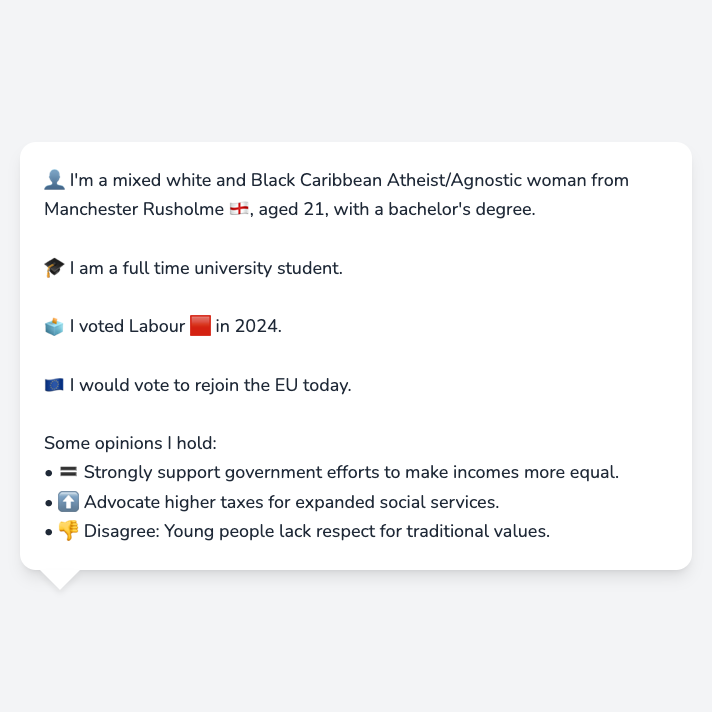 👤 I'm a mixed white and Black Caribbean Atheist/Agnostic woman from
Manchester Rusholme 🏴󠁧󠁢󠁥󠁮󠁧󠁿, aged 21, with a bachelor's degree.
🎓 I am a full time university student.
🗳️ I voted Labour 🟥 in 2024.
🇪🇺 I would vote to rejoin the EU today.
Some opinions I hold:
• 🟰 Strongly support government efforts to make incomes more equal.
• ⬆️ Advocate higher taxes for expanded social services.
• 👎 Disagree: Young people lack respect for traditional values.